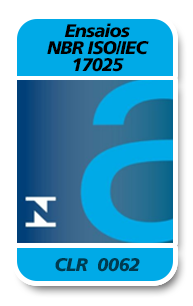 Ensaios
NBR ISO/IEC
17025
a
CLR 0062